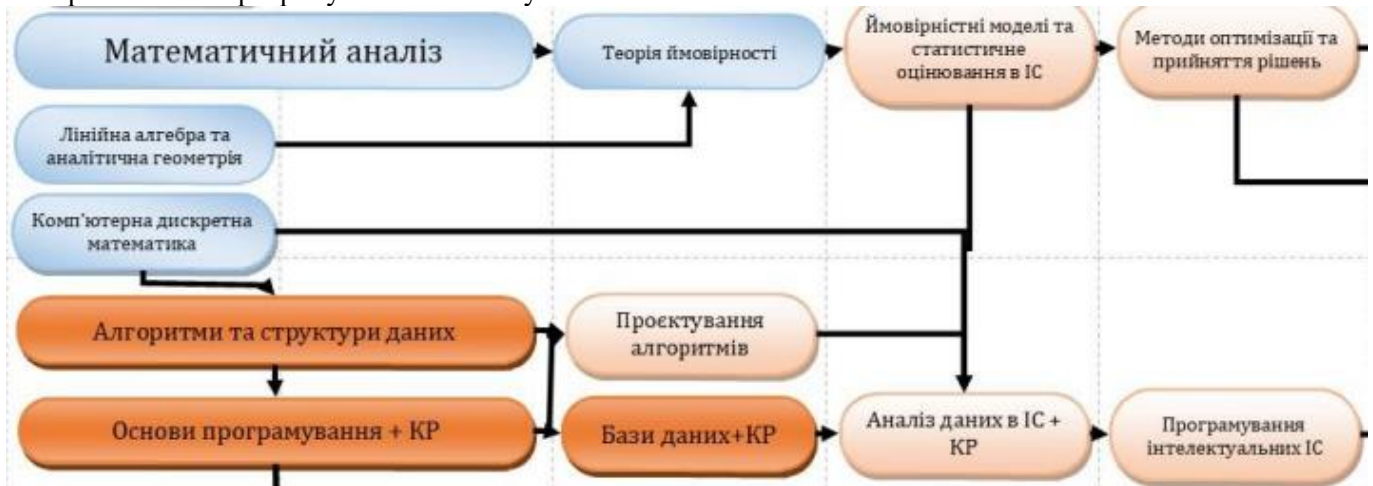 Математичний аналіз
Теорія ймовірності
Ймовірністні моделі та
статистичне
оцінювання в ІС
Методи оптимізації та
прийняття рішень
Лінійна алгебра та
аналітична геометрія
Комп'ютерна дискретна
математика
Алгоритми та структури даних
Проєктування
алгоритмів
Основи програмування + КР
Бази даних+КР
Аналіз даних в ІС +
КР
Програмування
інтелектуальних ІС